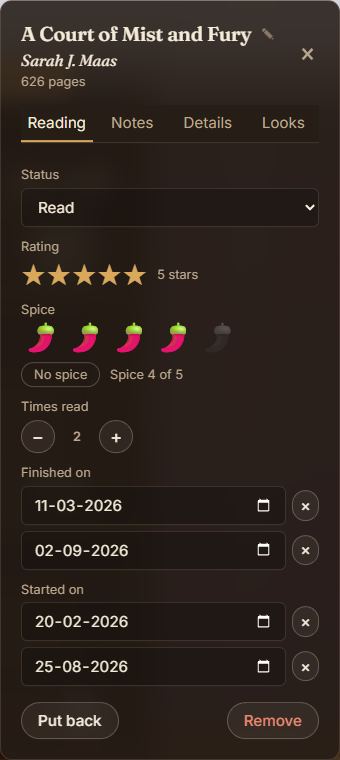 A Court of Mist and Fury
Sarah J. Maas
626 pages
×
Reading Notes Details Looks
Status
Read
Rating
5 stars
Spice
No spice Spice 4 of 5
Times read
− 2 +
Finished on
11-03-2026 ×
02-09-2026 ×
Started on
20-02-2026 ×
25-08-2026 ×
Put back Remove